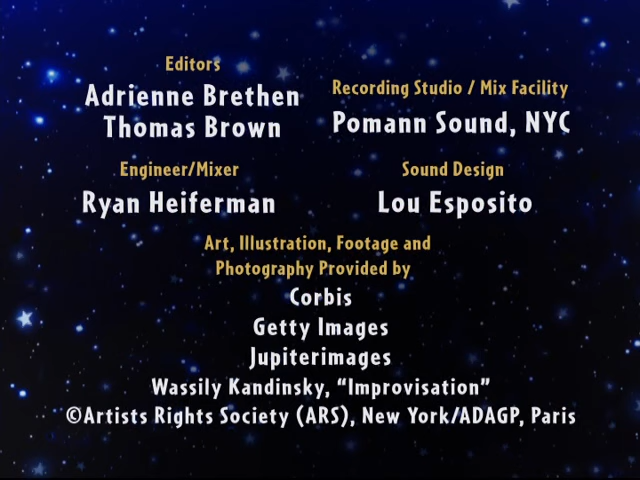 Editors
Adrienne Brethen
Thomas Brown
Recording Studio / Mix Facility
Pomann Sound, NYC
Engineer/Mixer
Ryan Heiferman
Sound Design
Lou Esposito
Art, Illustration, Footage and
Photography Provided by
Corbis
Getty Images
Jupiterimages
Wassily Kandinsky, “Improvisation”
©Artists Rights Society (ARS), New York/ADAGP, Paris